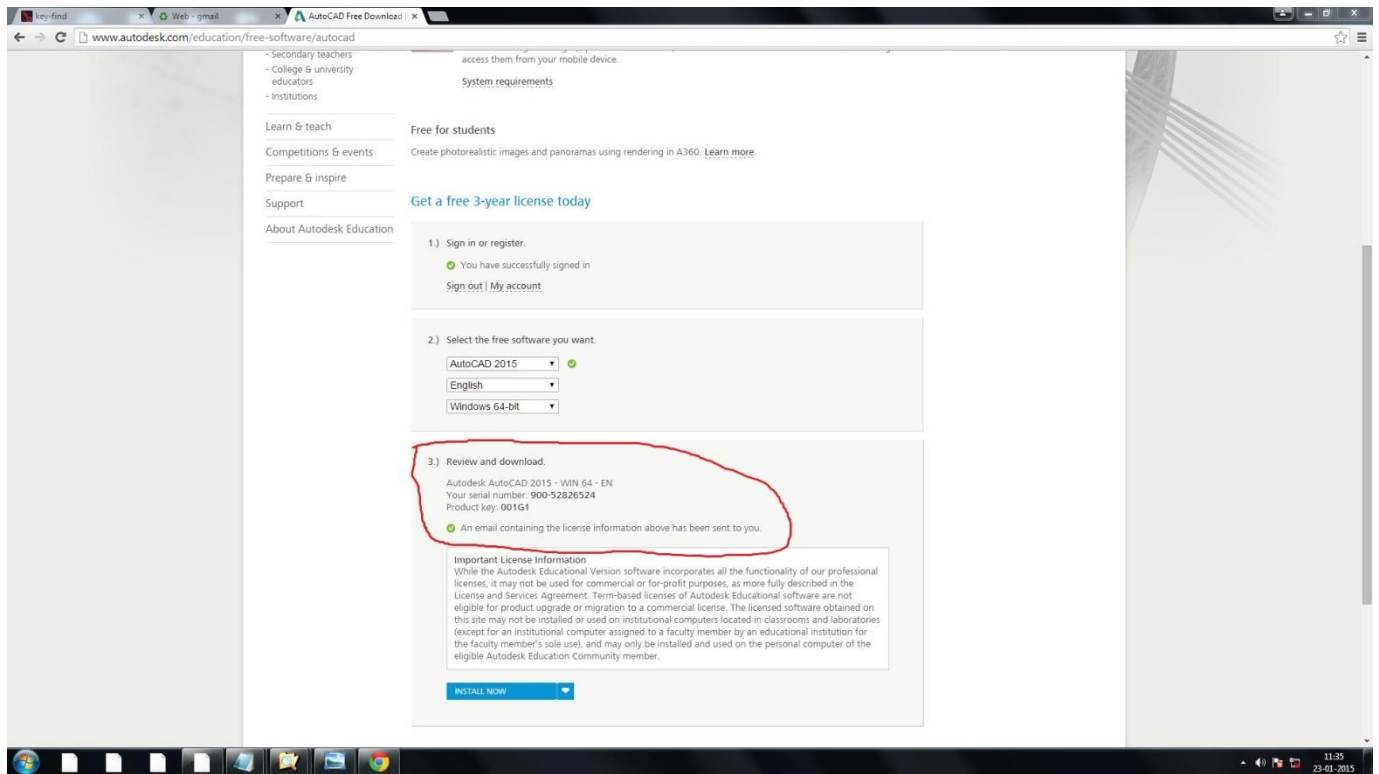 key-find
Web - gmail
AutoCAD Free Download
www.autodesk.com/education/free-software/autocad
- Secondary teachers
- College & university
educators
- Institutions
Learn & teach
Competitions & events
Prepare & inspire
Support
About Autodesk Education
access them from your mobile device.
System requirements
Free for students
Create photorealistic images and panoramas using rendering in A360. Learn more
Get a free 3-year license today
1.) Sign in or register.
You have successfully signed in
Sign out | My account
2.) Select the free software you want.
AutoCAD 2015
English
Windows 64-bit
3.) Review and download.
Autodesk AutoCAD 2015 - WIN 64 - EN
Your serial number: 900-52826524
Product key: 001G1
An email containing the license information above has been sent to you.
Important License Information
While the Autodesk Educational Version software incorporates all the functionality of our professional
licenses, it may not be used for commercial or for-profit purposes, as more fully described in the
License and Services Agreement. Term-based licenses of Autodesk Educational software are not
eligible for product upgrade or migration to a commercial license. The licensed software obtained on
this site may not be installed or used on institutional computers located in classrooms and laboratories
(except for an institutional computer assigned to a faculty member by an educational institution for
the faculty member's sole use), and may only be installed and used on the personal computer of the
eligible Autodesk Education Community member.
INSTALL NOW
11:35
23-01-2015